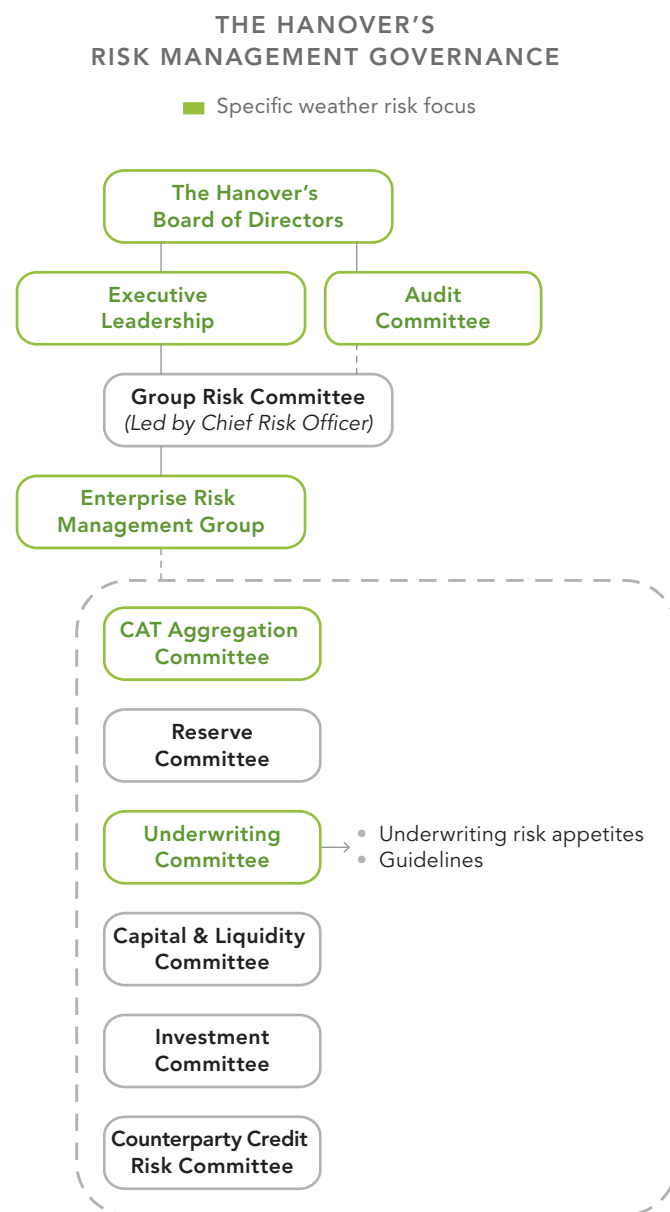 THE HANOVER'S
RISK MANAGEMENT GOVERNANCE
Specific weather risk focus
The Hanover's
Board of Directors
Executive
Leadership
Audit
Committee
Group Risk Committee
(Led by Chief Risk Officer)
Enterprise Risk
Management Group
CAT Aggregation
Committee
Reserve
Committee
Underwriting
Committee
• Underwriting risk appetites
• Guidelines
Capital & Liquidity
Committee
Investment
Committee
Counterparty Credit
Risk Committee